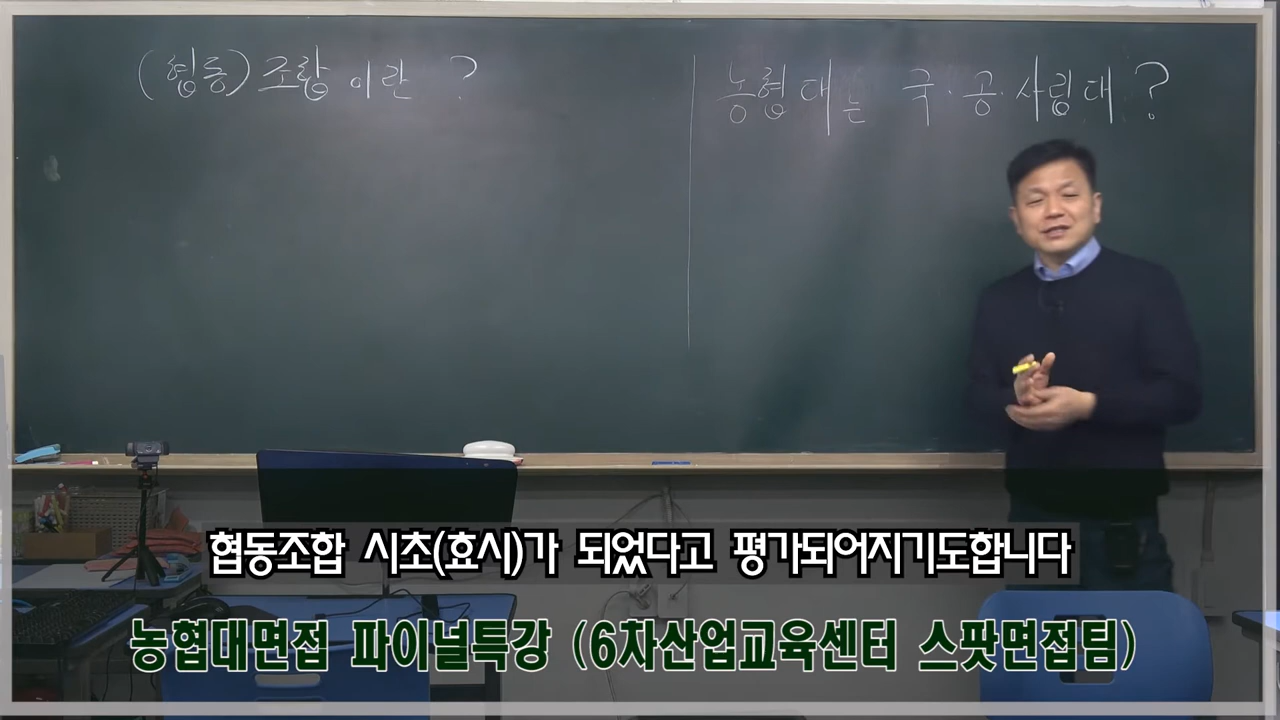 (협동)조합 이란 ?
농협대는 국·공·사립대 ?
협동조합 시초(효시)가 되었다고 평가되어지기도합니다
농협대면접 파이널특강 (6차산업교육센터 스팟면접팀)